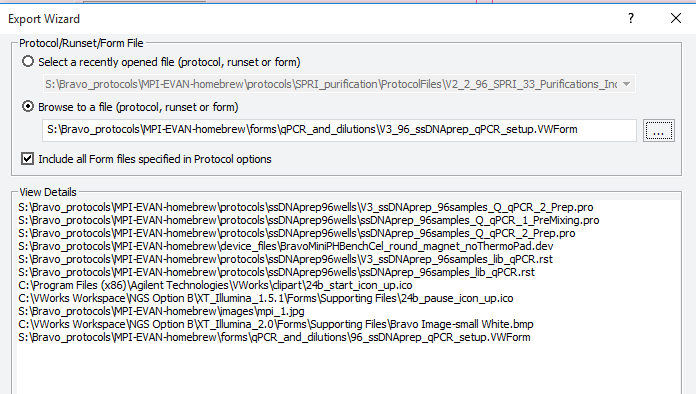 Export Wizard
Protocol/Runset/Form File
Select a recently opened file (protocol, runset or form)
S:\Bravo_protocols\MPI-EVAN-homebrew\protocols\SPRI_purification\ProtocolFiles\V2_2_96_SPRI_33_Purifications_Inc
Browse to a file (protocol, runset or form)
S:\Bravo_protocols\MPI-EVAN-homebrew\forms\qPCR_and_dilutions\V3_96_ssDNAprep_qPCR_setup.VWForm
...
Include all Form files specified in Protocol options
View Details
S:\Bravo_protocols\MPI-EVAN-homebrew\protocols\ssDNAprep96wells\V3_ssDNAprep_96samples_Q_qPCR_2_Prep.pro
S:\Bravo_protocols\MPI-EVAN-homebrew\protocols\ssDNAprep96wells\ssDNAprep_96samples_Q_qPCR_1_PreMixing.pro
S:\Bravo_protocols\MPI-EVAN-homebrew\protocols\ssDNAprep96wells\ssDNAprep_96samples_Q_qPCR_2_Prep.pro
S:\Bravo_protocols\MPI-EVAN-homebrew\device_files\BravoMiniPHBenchCel_round_magnet_noThermoPad.dev
S:\Bravo_protocols\MPI-EVAN-homebrew\protocols\ssDNAprep96wells\V3_ssDNAprep_96samples_lib_qPCR.rst
S:\Bravo_protocols\MPI-EVAN-homebrew\protocols\ssDNAprep96wells\ssDNAprep_96samples_lib_qPCR.rst
C:\Program Files (x86)\Agilent Technologies\VWorks\clipart\24b_start_icon_up.ico
C:\VWorks Workspace\NGS Option B\XT_Illumina_1.5.1\Forms\Supporting Files\24b_pause_icon_up.ico
S:\Bravo_protocols\MPI-EVAN-homebrew\images\mpi_1.jpg
C:\VWorks Workspace\NGS Option B\XT_Illumina_2.0\Forms\Supporting Files\Bravo Image-small White.bmp
S:\Bravo_protocols\MPI-EVAN-homebrew\forms\qPCR_and_dilutions\96_ssDNAprep_qPCR_setup.VWForm